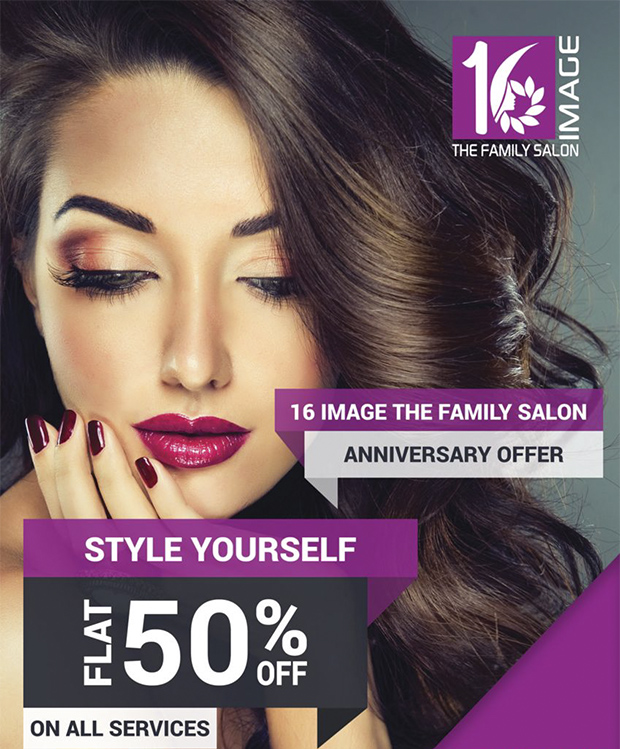 16 IMAGE
THE FAMILY SALON
16 IMAGE THE FAMILY SALON
ANNIVERSARY OFFER
STYLE YOURSELF
FLAT 50% OFF
ON ALL SERVICES